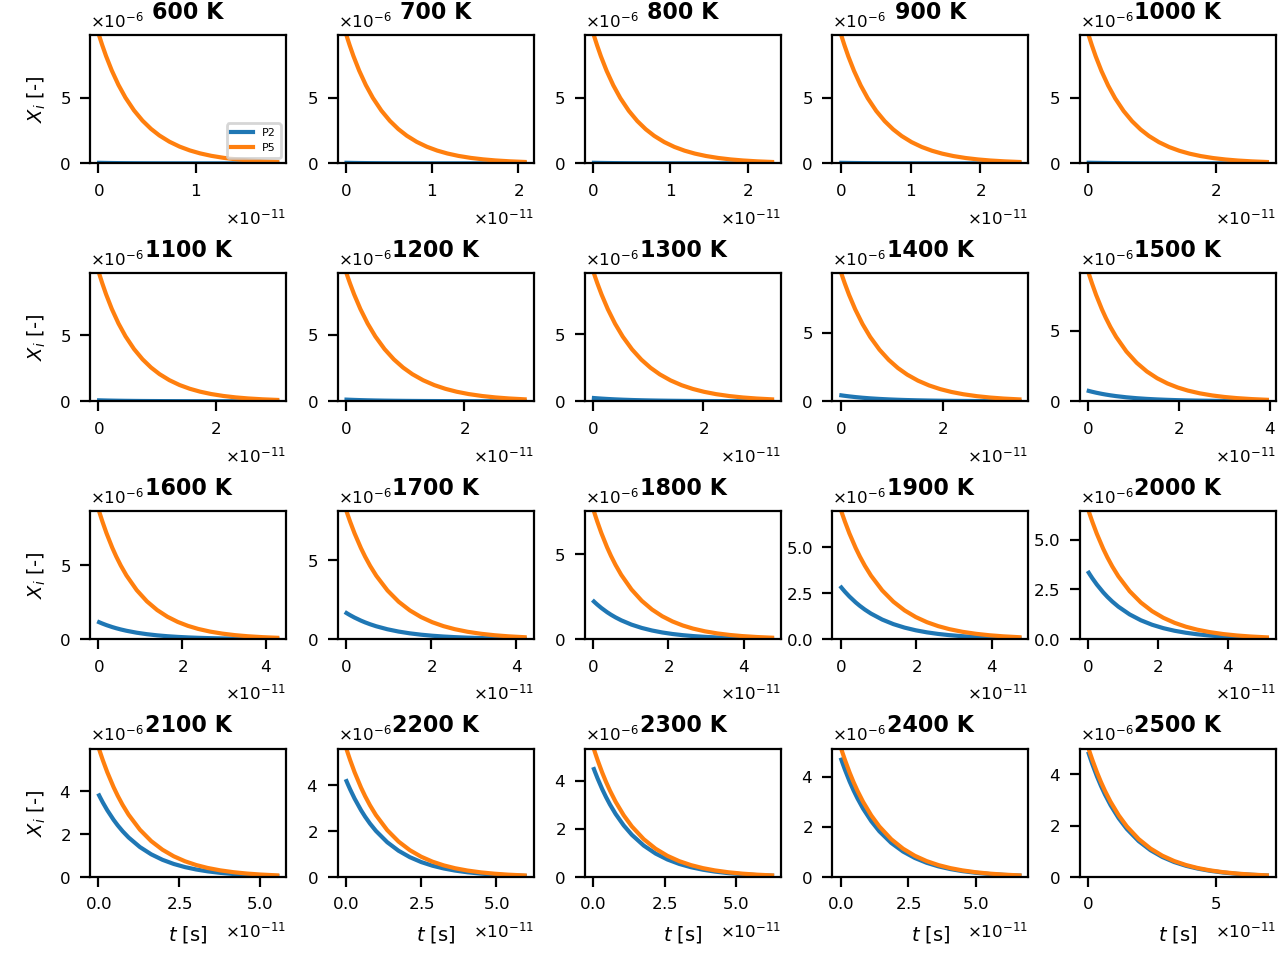 ×10⁻⁶ 600 K ×10⁻⁶ 700 K ×10⁻⁶ 800 K ×10⁻⁶ 900 K ×10⁻⁶ 1000 K
X_i [-]
5 5 5 5 5
P2
P5
0 0 0 0 0
0 1 0 1 2 0 1 2 0 1 2 0 2
×10⁻¹¹ ×10⁻¹¹ ×10⁻¹¹ ×10⁻¹¹ ×10⁻¹¹
×10⁻⁶ 1100 K ×10⁻⁶ 1200 K ×10⁻⁶ 1300 K ×10⁻⁶ 1400 K ×10⁻⁶ 1500 K
X_i [-]
5 5 5 5 5
0 0 0 0 0
0 2 0 2 0 2 0 2 0 2 4
×10⁻¹¹ ×10⁻¹¹ ×10⁻¹¹ ×10⁻¹¹ ×10⁻¹¹
×10⁻⁶ 1600 K ×10⁻⁶ 1700 K ×10⁻⁶ 1800 K ×10⁻⁶ 1900 K ×10⁻⁶ 2000 K
X_i [-]
5 5 5 5.0 5.0
2.5 2.5
0 0 0 0.0 0.0
0 2 4 0 2 4 0 2 4 0 2 4 0 2 4
×10⁻¹¹ ×10⁻¹¹ ×10⁻¹¹ ×10⁻¹¹ ×10⁻¹¹
×10⁻⁶ 2100 K ×10⁻⁶ 2200 K ×10⁻⁶ 2300 K ×10⁻⁶ 2400 K ×10⁻⁶ 2500 K
X_i [-]
4 4 4 4 4
2 2 2 2 2
0 0 0 0 0
0.0 2.5 5.0 0.0 2.5 5.0 0.0 2.5 5.0 0.0 2.5 5.0 0 5
t [s] ×10⁻¹¹ t [s] ×10⁻¹¹ t [s] ×10⁻¹¹ t [s] ×10⁻¹¹ t [s] ×10⁻¹¹